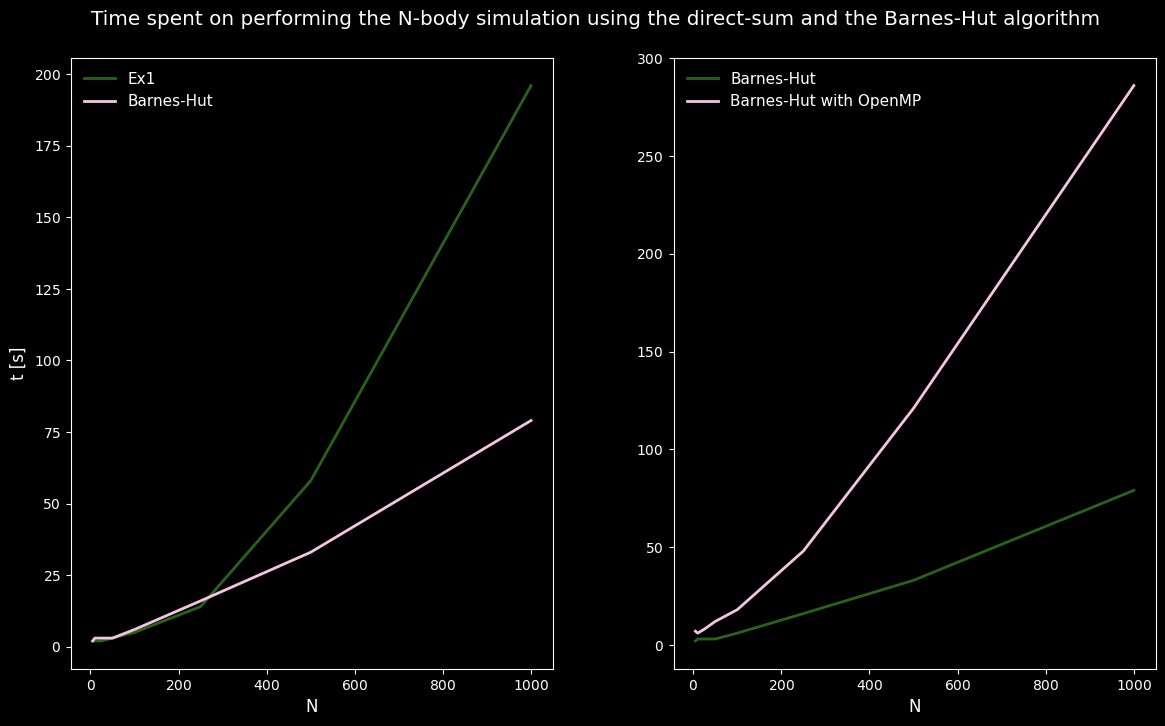 Time spent on performing the N-body simulation using the direct-sum and the Barnes-Hut algorithm
Ex1
Barnes-Hut
200
175
150
125
100
75
50
25
0
t [s]
0 200 400 600 800 1000
N
Barnes-Hut
Barnes-Hut with OpenMP
300
250
200
150
100
50
0
0 200 400 600 800 1000
N